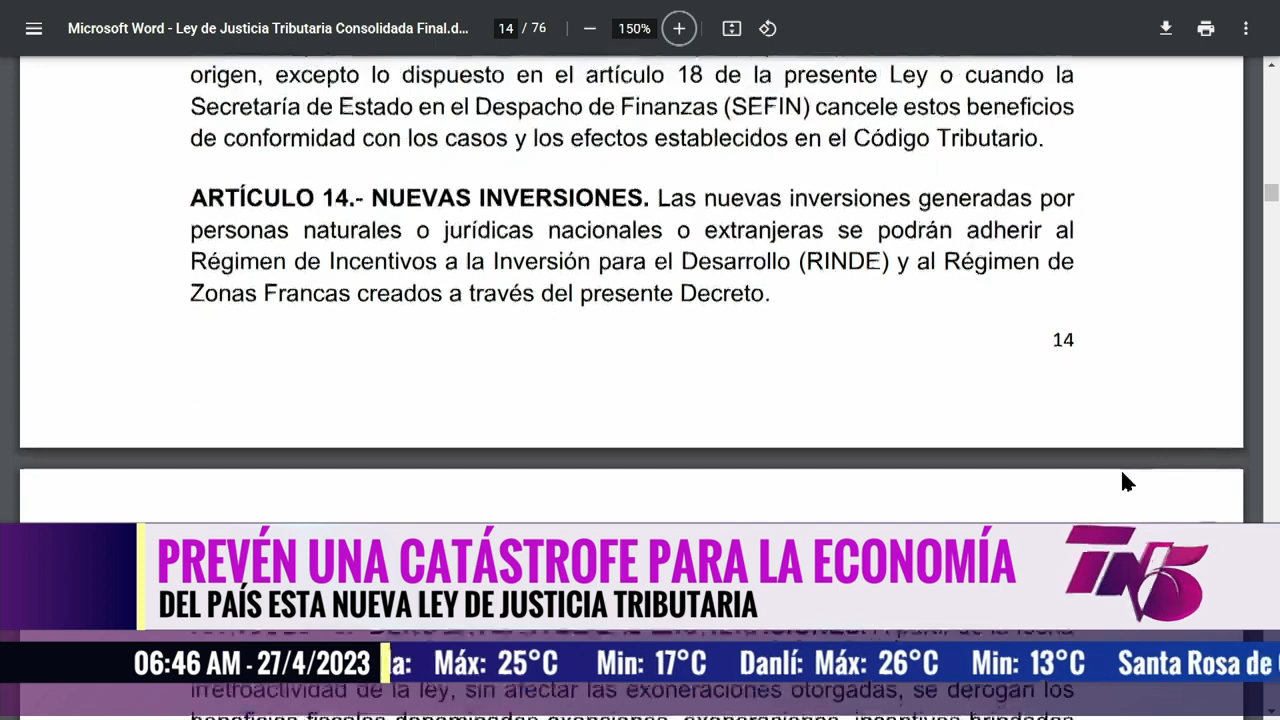 Microsoft Word - Ley de Justicia Tributaria Consolidada Final.d...
14 / 76
150%
origen, excepto lo dispuesto en el artículo 18 de la presente Ley o cuando la
Secretaría de Estado en el Despacho de Finanzas (SEFIN) cancele estos beneficios
de conformidad con los casos y los efectos establecidos en el Código Tributario.
ARTÍCULO 14.- NUEVAS INVERSIONES. Las nuevas inversiones generadas por
personas naturales o jurídicas nacionales o extranjeras se podrán adherir al
Régimen de Incentivos a la Inversión para el Desarrollo (RINDE) y al Régimen de
Zonas Francas creados a través del presente Decreto.
14
PREVÉN UNA CATÁSTROFE PARA LA ECONOMÍA
DEL PAÍS ESTA NUEVA LEY DE JUSTICIA TRIBUTARIA
TN5
06:46 AM - 27/4/2023
la: Máx: 25°C Min: 17°C Danlí: Máx: 26°C Min: 13°C Santa Rosa de
irretroactividad de la ley, sin afectar las exoneraciones otorgadas, se derogan los